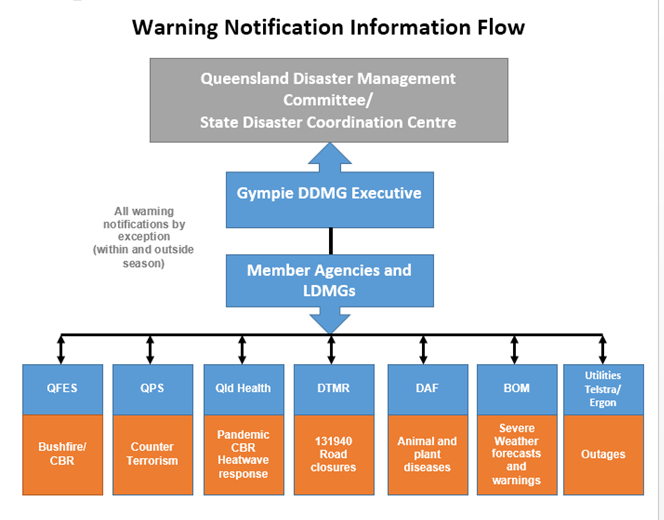 Warning Notification Information Flow
Queensland Disaster Management
Committee/
State Disaster Coordination Centre
Gympie DDMG Executive
All warning
notifications by
exception
(within and outside
season)
Member Agencies and
LDMGs
QFES
QPS
Qld Health
DTMR
DAF
BOM
Utilities
Telstra/
Ergon
Bushfire/
CBR
Counter
Terrorism
Pandemic
CBR
Heatwave
response
131940
Road
closures
Animal and
plant
diseases
Severe
Weather
forecasts
and
warnings
Outages